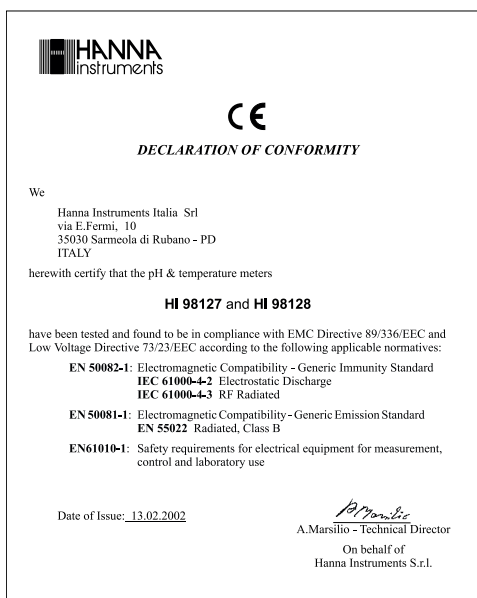 HANNA
instruments
CE
DECLARATION OF CONFORMITY
We
Hanna Instruments Italia Srl
via E.Fermi, 10
35030 Sarmeola di Rubano - PD
ITALY
herewith certify that the pH & temperature meters
HI 98127 and HI 98128
have been tested and found to be in compliance with EMC Directive 89/336/EEC and
Low Voltage Directive 73/23/EEC according to the following applicable normatives:
EN 50082-1: Electromagnetic Compatibility - Generic Immunity Standard
IEC 61000-4-2 Electrostatic Discharge
IEC 61000-4-3 RF Radiated
EN 50081-1: Electromagnetic Compatibility - Generic Emission Standard
EN 55022 Radiated, Class B
EN61010-1: Safety requirements for electrical equipment for measurement,
control and laboratory use
Date of Issue: 13.02.2002
A.Marsilio
A.Marsilio - Technical Director
On behalf of
Hanna Instruments S.r.l.